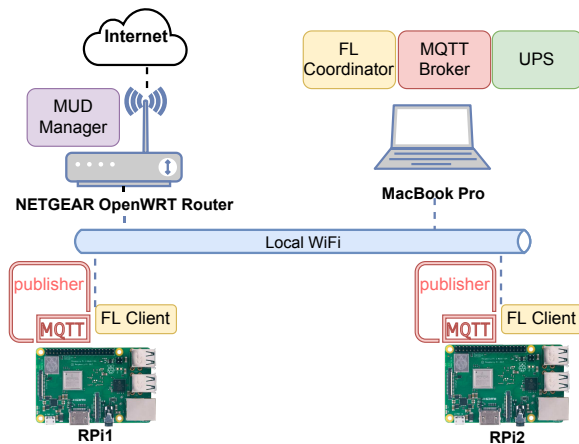 Internet
FL
Coordinator
MQTT
Broker
UPS
MUD
Manager
NETGEAR OpenWRT Router
MacBook Pro
Local WiFi
publisher
MQTT
FL Client
RPi1
publisher
MQTT
FL Client
RPi2